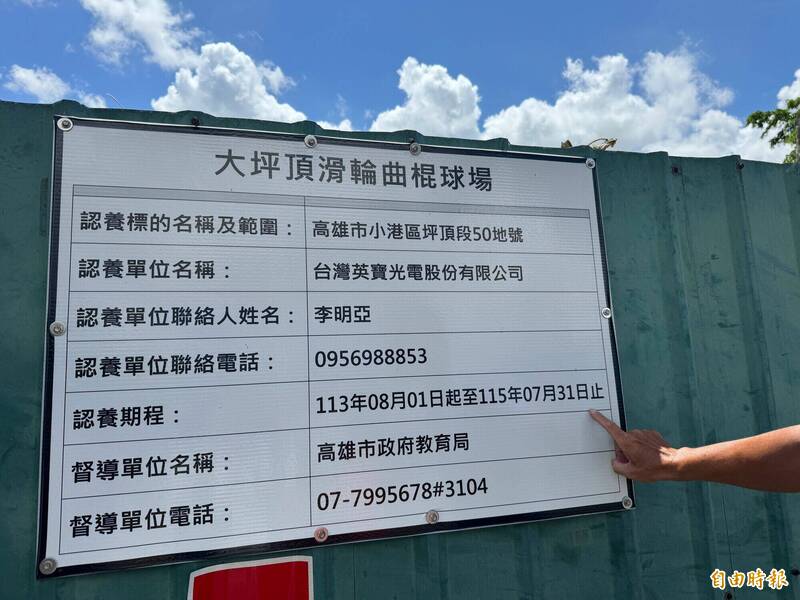 大坪頂滑輪曲棍球場
認養標的名稱及範圍： 高雄市小港區坪頂段50地號
認養單位名稱： 台灣英寶光電股份有限公司
認養單位聯絡人姓名： 李明亞
認養單位聯絡電話： 0956988853
認養期程： 113年08月01日起至115年07月31日止
督導單位名稱： 高雄市政府教育局
督導單位電話： 07-7995678#3104
自由時報